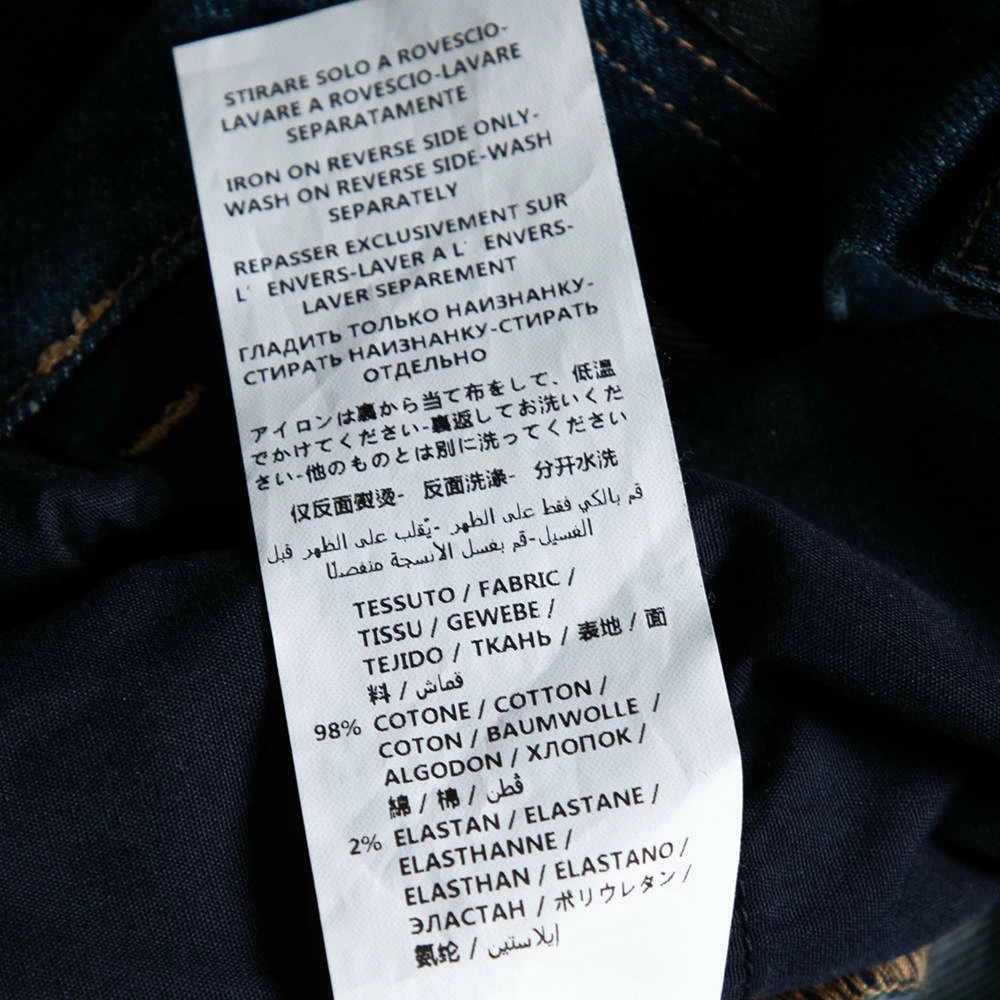 STIRARE SOLO A ROVESCIO-
LAVARE A ROVESCIO-LAVARE
SEPARATAMENTE
IRON ON REVERSE SIDE ONLY-
WASH ON REVERSE SIDE-WASH
SEPARATELY
REPASSER EXCLUSIVEMENT SUR
L' ENVERS-LAVER A L' ENVERS-
LAVER SEPAREMENT
ГЛАДИТЬ ТОЛЬКО НАИЗНАНКУ-
СТИРАТЬ НАИЗНАНКУ-СТИРАТЬ
ОТДЕЛЬНО
アイロンは裏から当て布をして、低温
でかけてください-裏返してお洗いくだ
さい-他のものとは別に洗ってください
仅反面熨烫- 反面洗涤- 分开水洗
قم بالكي فقط على الظهر -يُقلب على الظهر قبل
الغسيل-قم بغسل الأنسجة منفصلا
TESSUTO / FABRIC /
TISSU / GEWEBE /
TEJIDO / ТКАНЬ / 表地 / 面
料 / قماش
98% COTONE / COTTON /
COTON / BAUMWOLLE /
ALGODON / ХЛОПОК /
綿 / 棉 / قطن
2% ELASTAN / ELASTANE /
ELASTHANNE /
ELASTHAN / ELASTANO /
ЭЛАСТАН / ポリウレタン /
氨纶 / إيلاستين